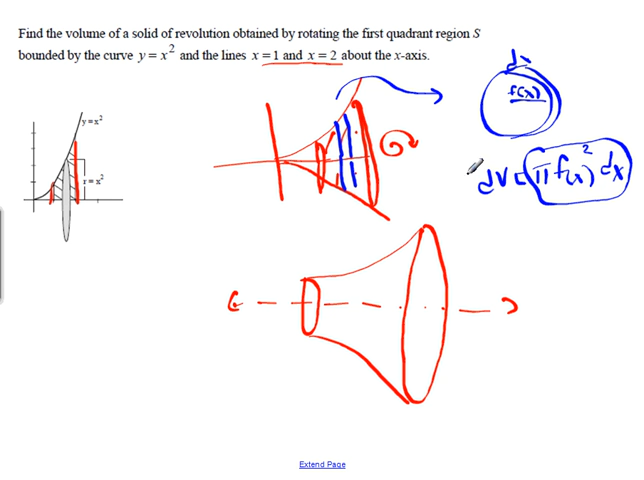 Find the volume of a solid of revolution obtained by rotating the first quadrant region S
bounded by the curve y = x² and the lines x = 1 and x = 2 about the x-axis.
dx
f(x)
y = x²
r = x²
dV = π f(x)² dx
Extend Page